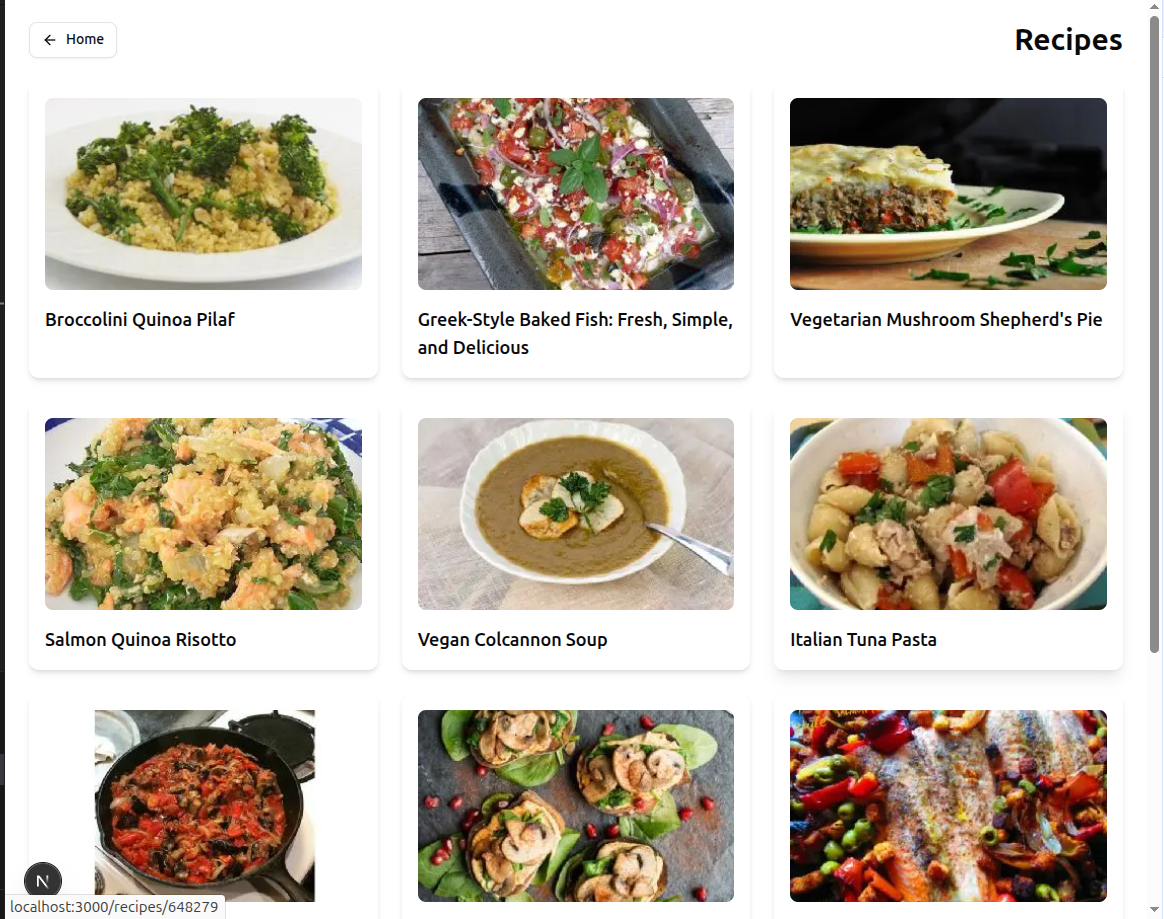 ← Home
Recipes
Broccolini Quinoa Pilaf
Greek-Style Baked Fish: Fresh, Simple,
and Delicious
Vegetarian Mushroom Shepherd's Pie
Salmon Quinoa Risotto
Vegan Colcannon Soup
Italian Tuna Pasta
N
localhost:3000/recipes/648279